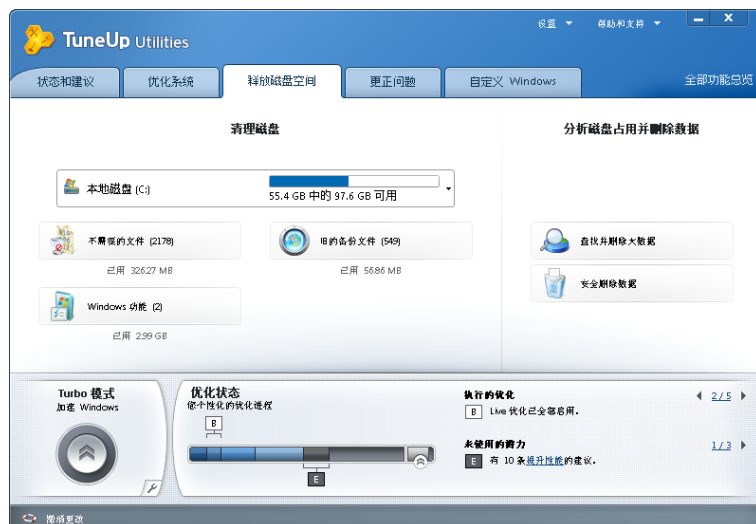 设置 帮助和支持
TuneUp Utilities
状态和建议 优化系统 释放磁盘空间 更正问题 自定义 Windows 全部功能总览
清理磁盘 分析磁盘占用并删除数据
本地磁盘 (C:)
55.4 GB 中的 97.6 GB 可用
不需要的文件 (2178) 旧的备份文件 (549) 查找并删除大数据
已用 326.27 MB 已用 56.86 MB
安全删除数据
Windows 功能 (2)
已用 2.99 GB
Turbo 模式
加速 Windows
优化状态
您个性化的优化进程
B
E
执行的优化 2/5
B Live 优化已全部启用。
未使用的潜力 1/3
E 有 10 条提升性能的建议。
撤消更改